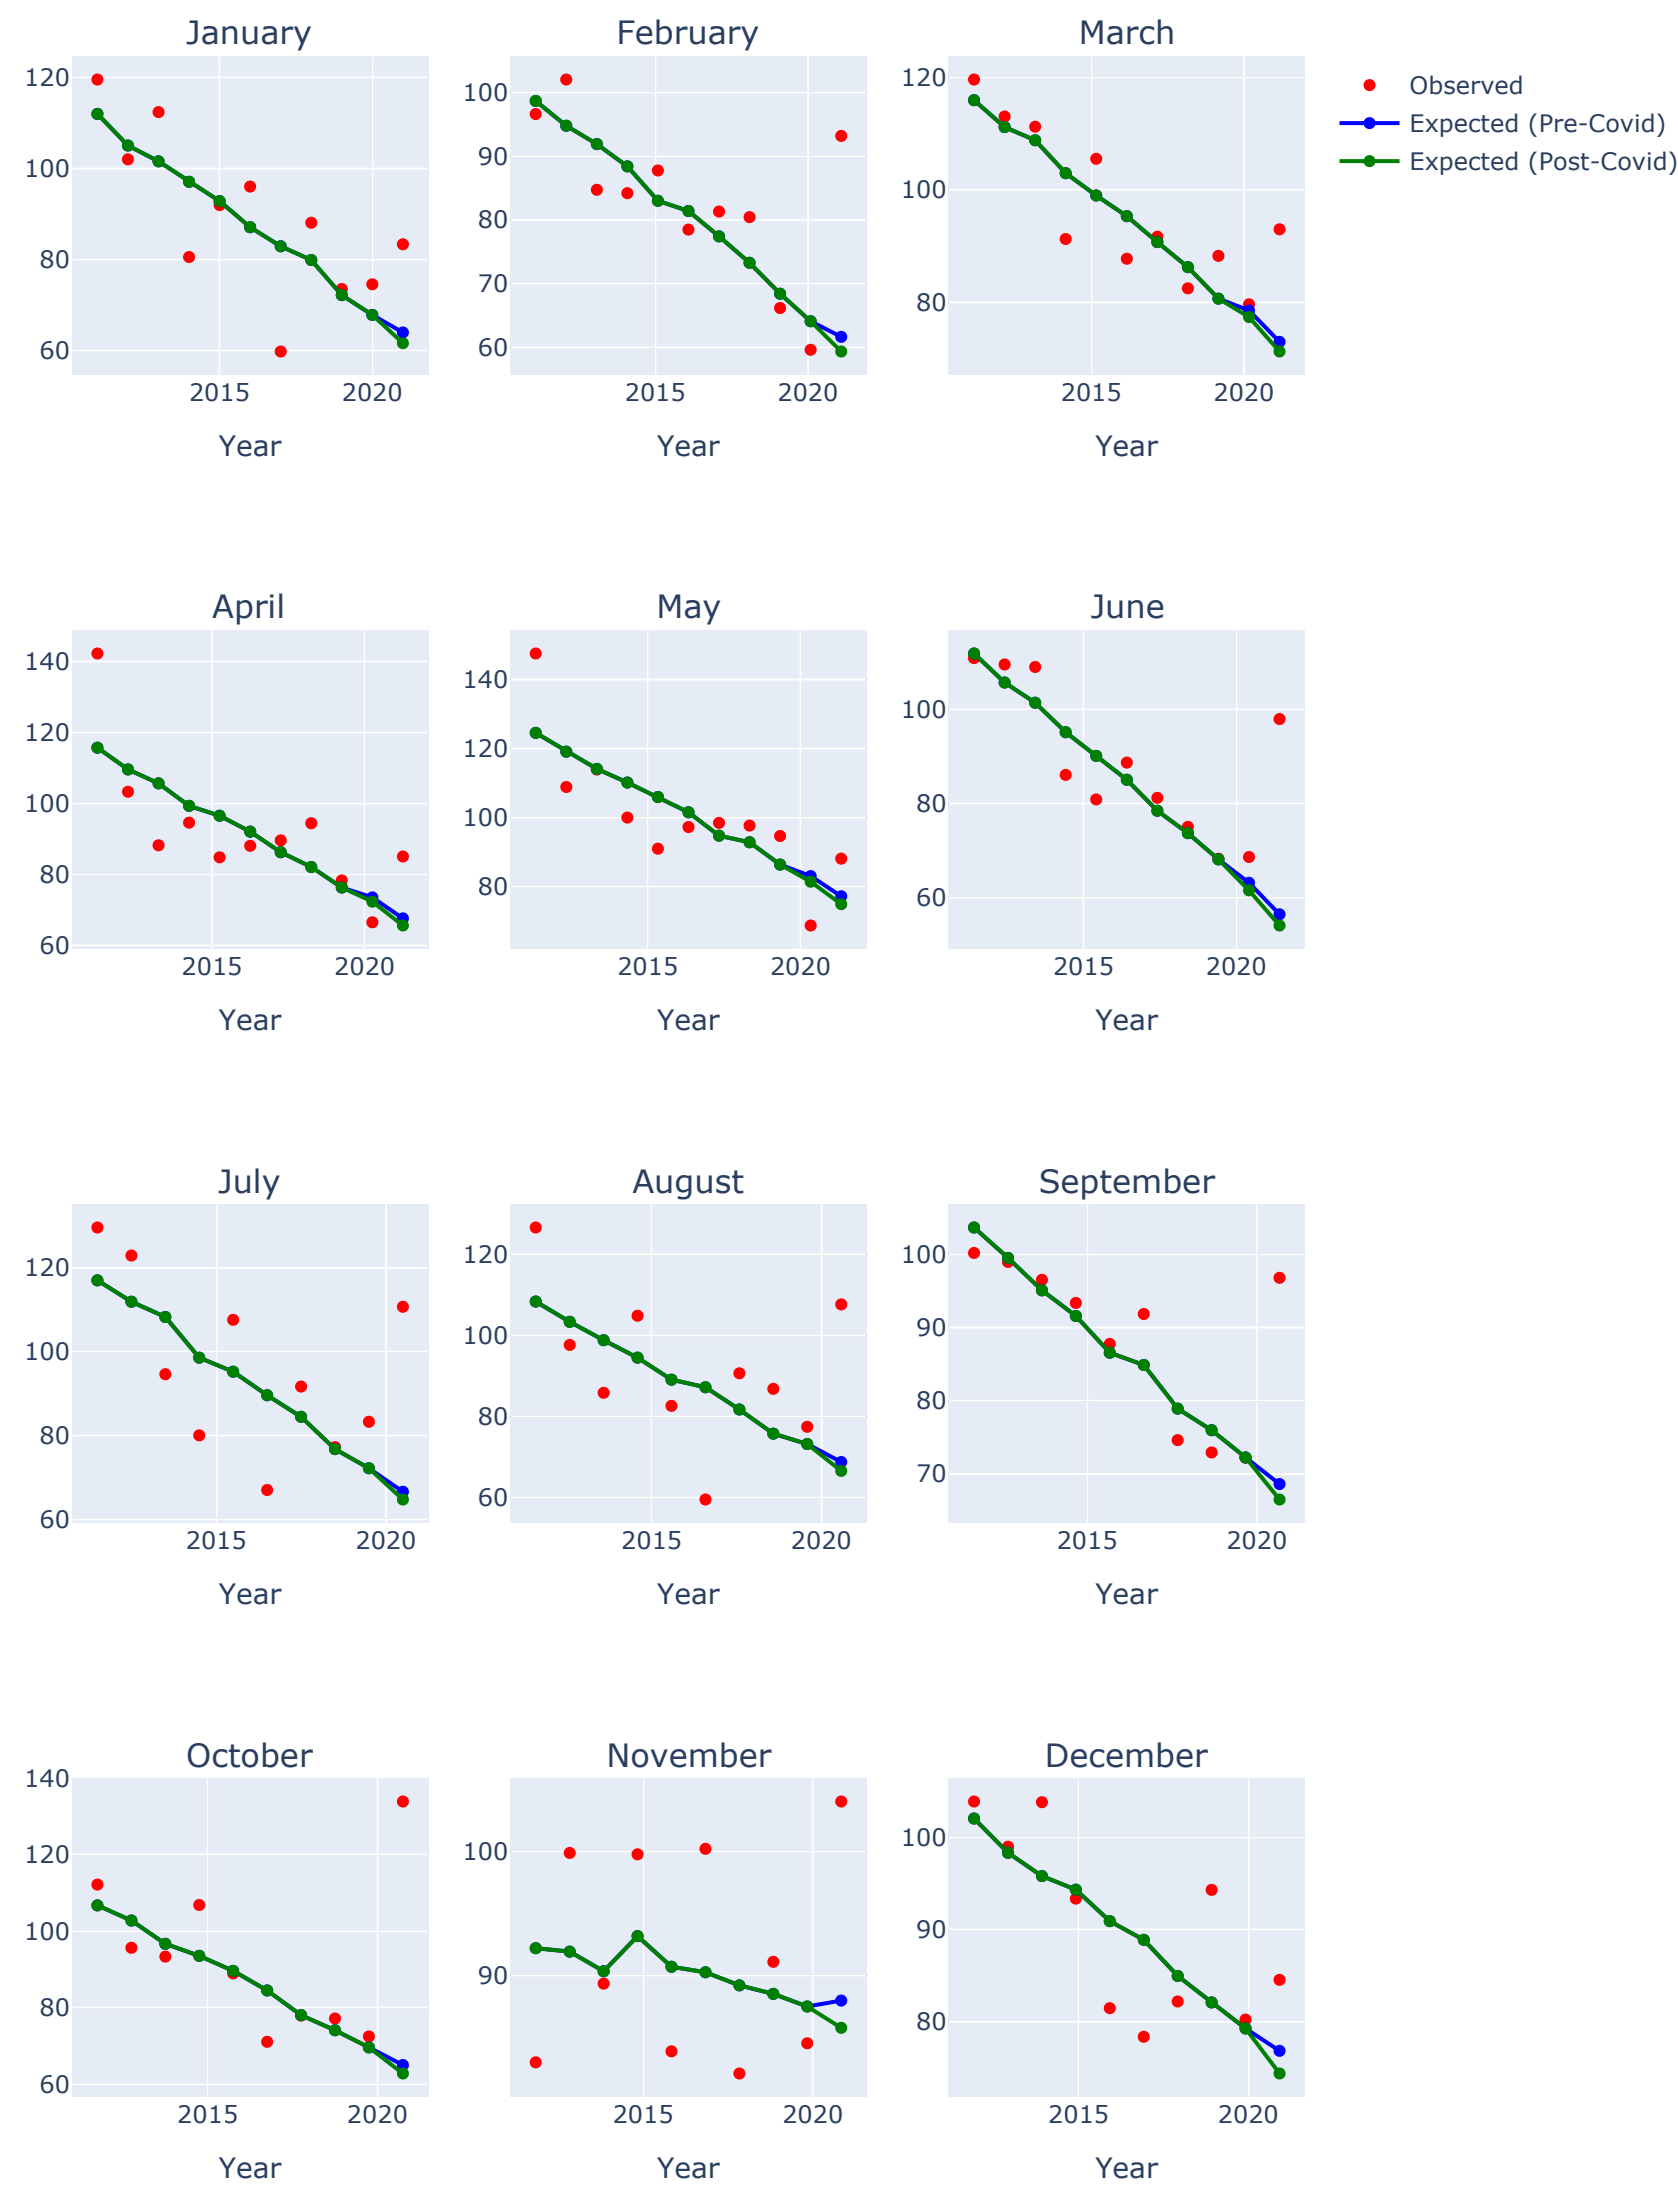 January
February
March
120
100
80
60
2015
2020
Year
100
90
80
70
60
2015
2020
Year
120
100
80
2015
2020
Year
Observed
Expected (Pre-Covid)
Expected (Post-Covid)
April
May
June
140
120
100
80
60
2015
2020
Year
140
120
100
80
2015
2020
Year
100
80
60
2015
2020
Year
July
August
September
120
100
80
60
2015
2020
Year
120
100
80
60
2015
2020
Year
100
90
80
70
2015
2020
Year
October
November
December
140
120
100
80
60
2015
2020
Year
100
90
2015
2020
Year
100
90
80
2015
2020
Year